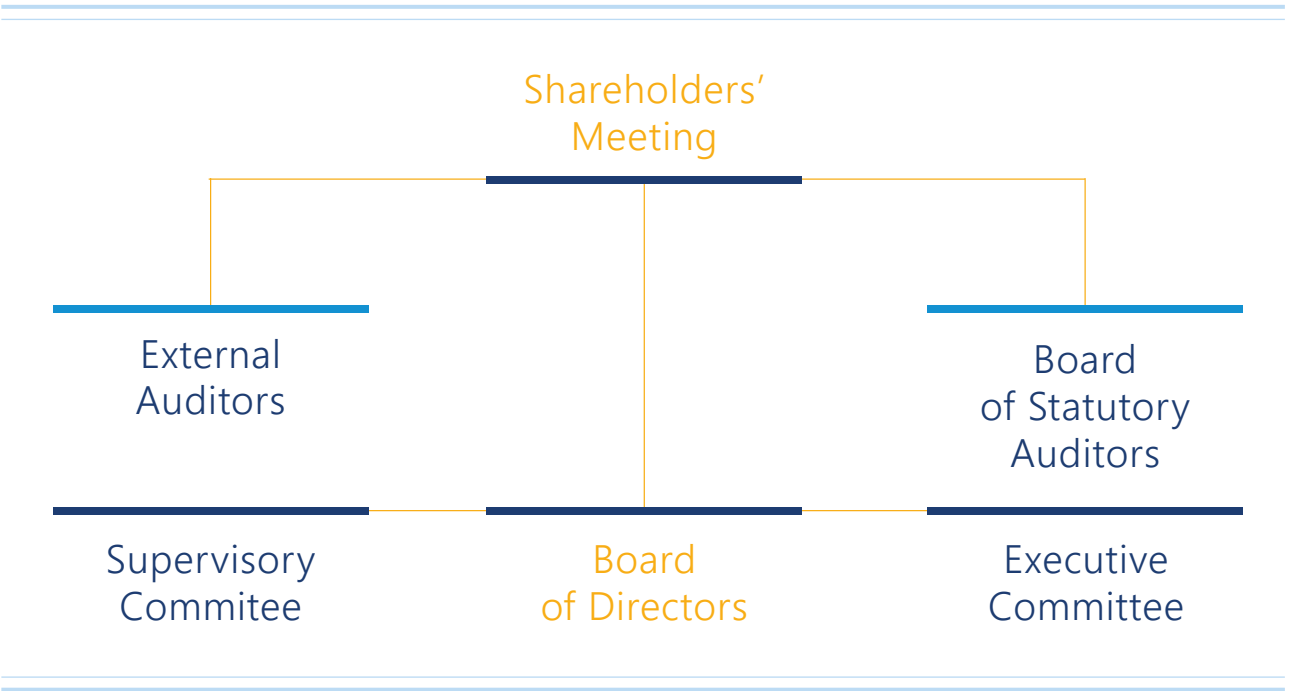 Shareholders’
Meeting
External
Auditors
Board
of Statutory
Auditors
Supervisory
Commitee
Board
of Directors
Executive
Committee